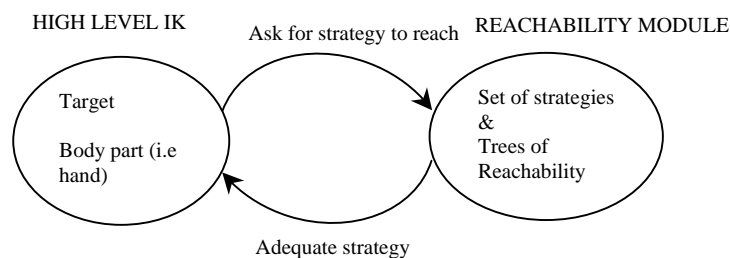 HIGH LEVEL IK
Ask for strategy to reach
REACHABILITY MODULE
Target
Body part (i.e
hand)
Set of strategies
&
Trees of
Reachability
Adequate strategy